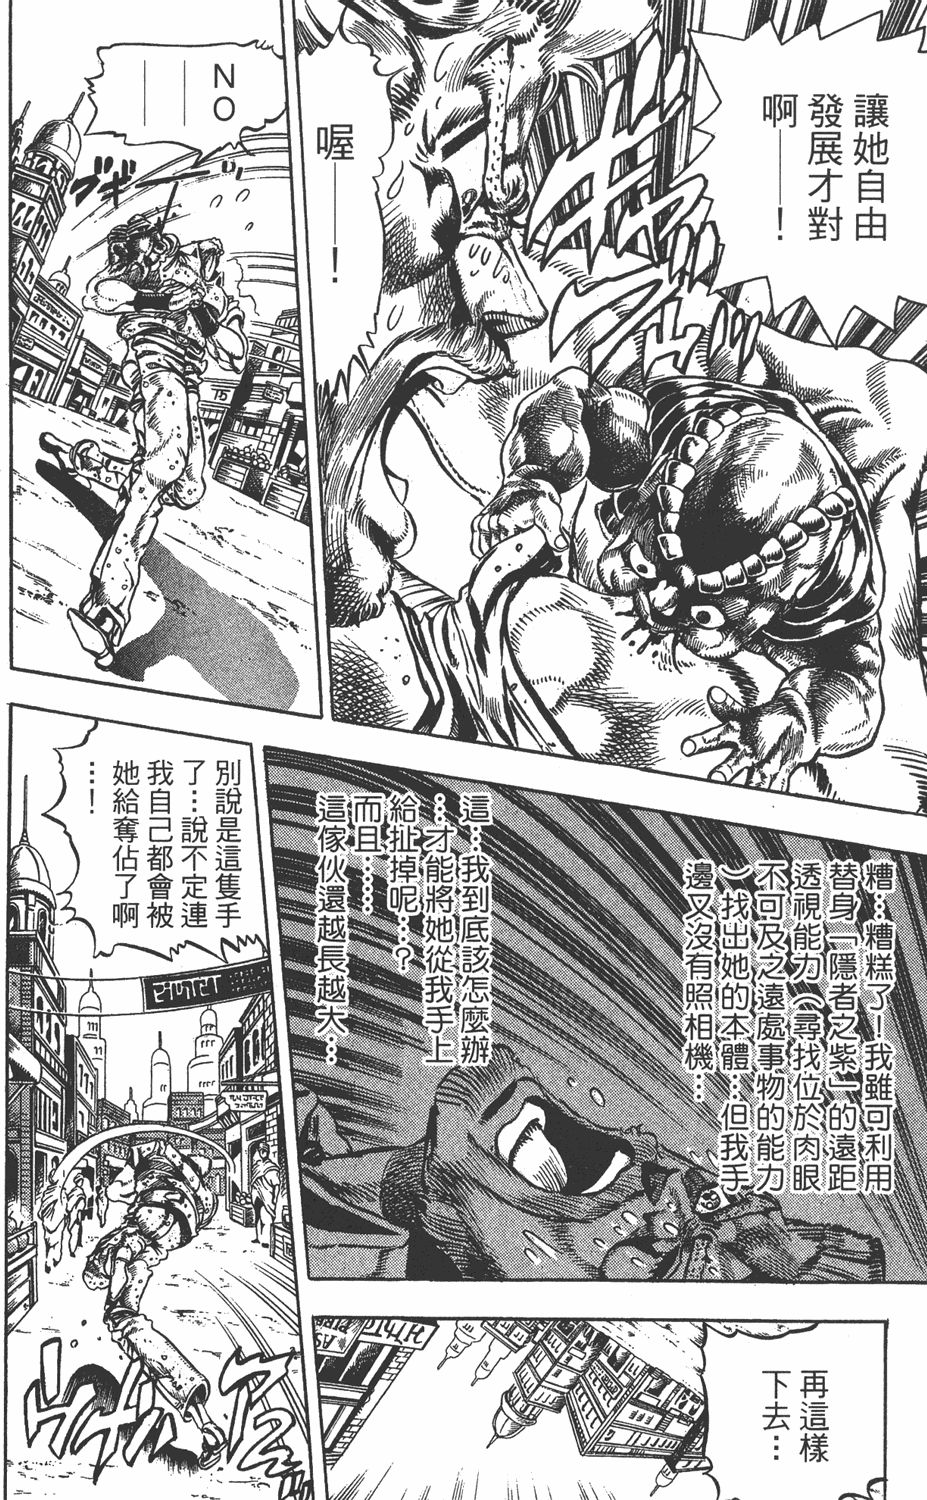 讓她自由
發展才對
啊——！
喔——！
NO
——
糟…糟糕了！我雖可利用
替身「隱者之紫」的遠距
透視能力（尋找位於肉眼
不可及之遠處事物的能力
）找出她的本體…但我手
邊又沒有照相機…
這…我到底該怎麼辦
…才能將她從我手上
給扯掉呢…？
而且……
這傢伙還越長越大…
別說是這隻手
了…說不定連
我自己都會被
她給奪佔了啊
…！
再這樣
下去…